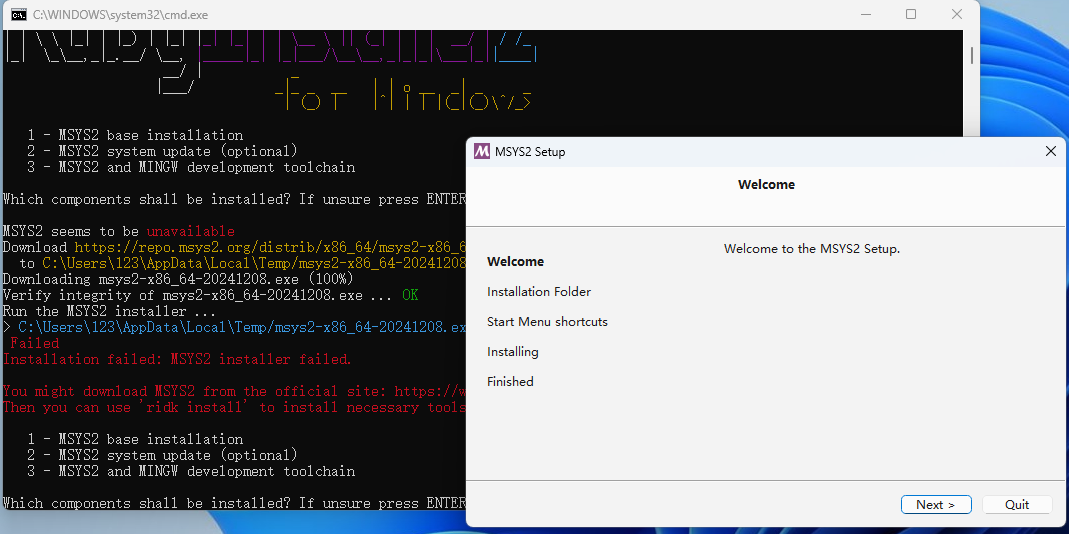 C:\WINDOWS\system32\cmd.exe
for Windows
1 - MSYS2 base installation
2 - MSYS2 system update (optional)
3 - MSYS2 and MINGW development toolchain
Which components shall be installed? If unsure press ENTER
MSYS2 seems to be unavailable
Download https://repo.msys2.org/distrib/x86_64/msys2-x86_6
to C:\Users\123\AppData\Local\Temp/msys2-x86_64-20241208
Downloading msys2-x86_64-20241208.exe (100%)
Verify integrity of msys2-x86_64-20241208.exe ... OK
Run the MSYS2 installer ...
> C:\Users\123\AppData\Local\Temp/msys2-x86_64-20241208.ex
Failed
Installation failed: MSYS2 installer failed.
You might download MSYS2 from the official site: https://w
Then you can use 'ridk install' to install necessary tools
1 - MSYS2 base installation
2 - MSYS2 system update (optional)
3 - MSYS2 and MINGW development toolchain
Which components shall be installed? If unsure press ENTER
MSYS2 Setup
Welcome
Welcome to the MSYS2 Setup.
Welcome
Installation Folder
Start Menu shortcuts
Installing
Finished
Next >
Quit